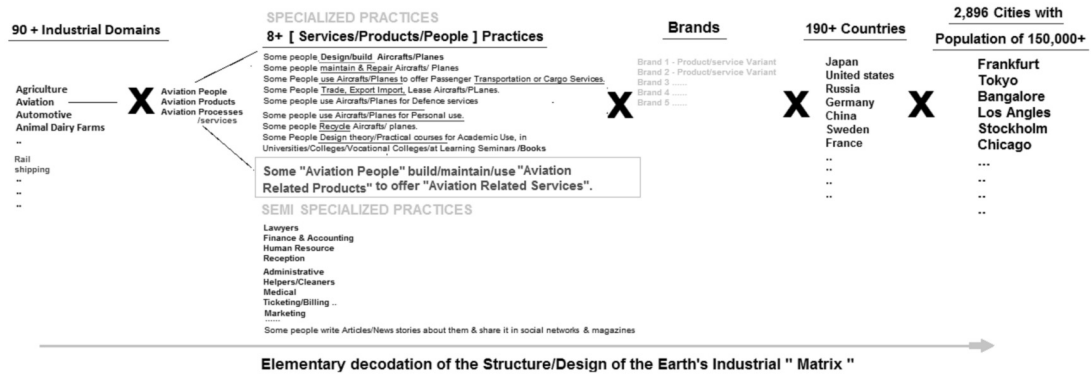 90 + Industrial Domains
Agriculture
Aviation
Automotive
Animal Dairy Farms
..
Rail
shipping
..
..
..
X
Aviation People
Aviation Products
Aviation Processes
/services
SPECIALIZED PRACTICES
8+ [ Services/Products/People ] Practices
Some people Design/build Aircrafts/Planes
Some people maintain & Repair Aircrafts/ Planes
Some People use Aircrafts/Planes to offer Passenger Transportation or Cargo Services.
Some People Trade, Export Import, Lease Aircrafts/PLanes.
Some people use Aircrafts/Planes for Defence services
Some people use Aircrafts/Planes for Personal use.
Some people Recycle Aircrafts/ planes.
Some People Design theory/Practical courses for Academic Use, in
Universities/Colleges/Vocational Colleges/at Learning Seminars /Books
Some "Aviation People" build/maintain/use "Aviation
Related Products" to offer "Aviation Related Services".
SEMI SPECIALIZED PRACTICES
Lawyers
Finance & Accounting
Human Resource
Reception
Administrative
Helpers/Cleaners
Medical
Ticketing/Billing ..
Marketing
......
Some people write Articles/News stories about them & share it in social networks & magazines
X
Brands
Brand 1 - Product/service Variant
Brand 2 - Product/service Variant
Brand 3 ......
Brand 4 ......
Brand 5 ......
X
190+ Countries
Japan
United states
Russia
Germany
China
Sweden
France
..
..
..
..
X
2,896 Cities with
Population of 150,000+
Frankfurt
Tokyo
Bangalore
Los Angles
Stockholm
Chicago
...
..
..
..
Elementary decodation of the Structure/Design of the Earth's Industrial " Matrix "